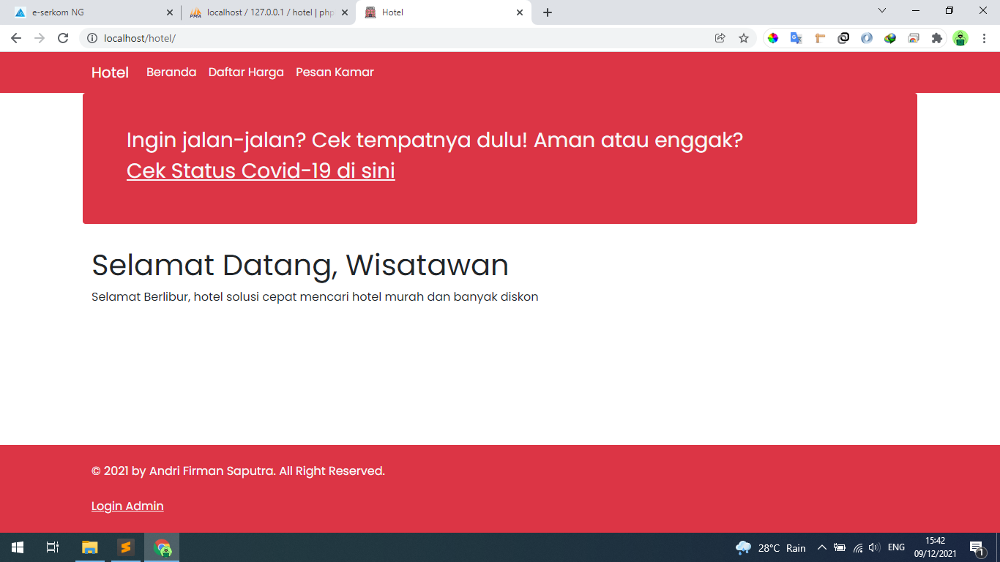 e-serkom NG
localhost / 127.0.0.1 / hotel | php
Hotel
localhost/hotel/
Hotel Beranda Daftar Harga Pesan Kamar
Ingin jalan-jalan? Cek tempatnya dulu! Aman atau enggak?
Cek Status Covid-19 di sini
Selamat Datang, Wisatawan
Selamat Berlibur, hotel solusi cepat mencari hotel murah dan banyak diskon
© 2021 by Andri Firman Saputra. All Right Reserved.
Login Admin
28°C Rain
ENG
15:42
09/12/2021
1